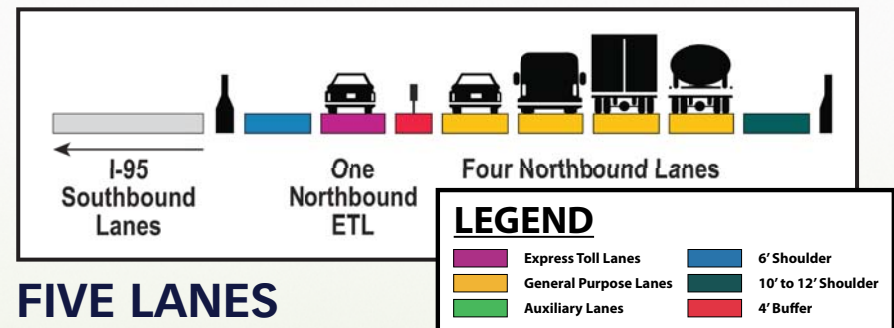 I-95
Southbound
Lanes
One
Northbound
ETL
Four Northbound Lanes
LEGEND
Express Toll Lanes
General Purpose Lanes
Auxiliary Lanes
6' Shoulder
10' to 12' Shoulder
4' Buffer
FIVE LANES